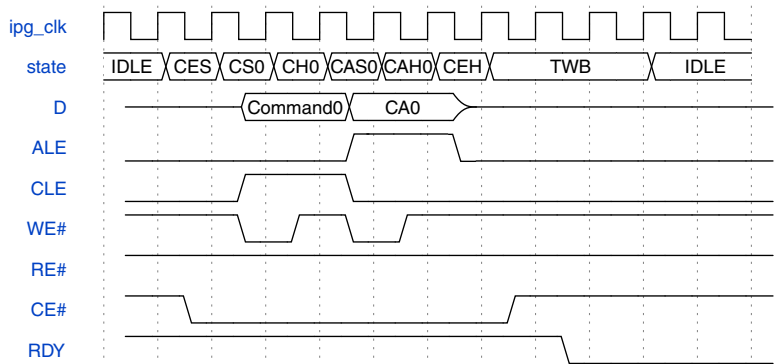 ipg_clk
state IDLE CES CS0 CH0 CAS0 CAH0 CEH TWB IDLE
D Command0 CA0
ALE
CLE
WE#
RE#
CE#
RDY